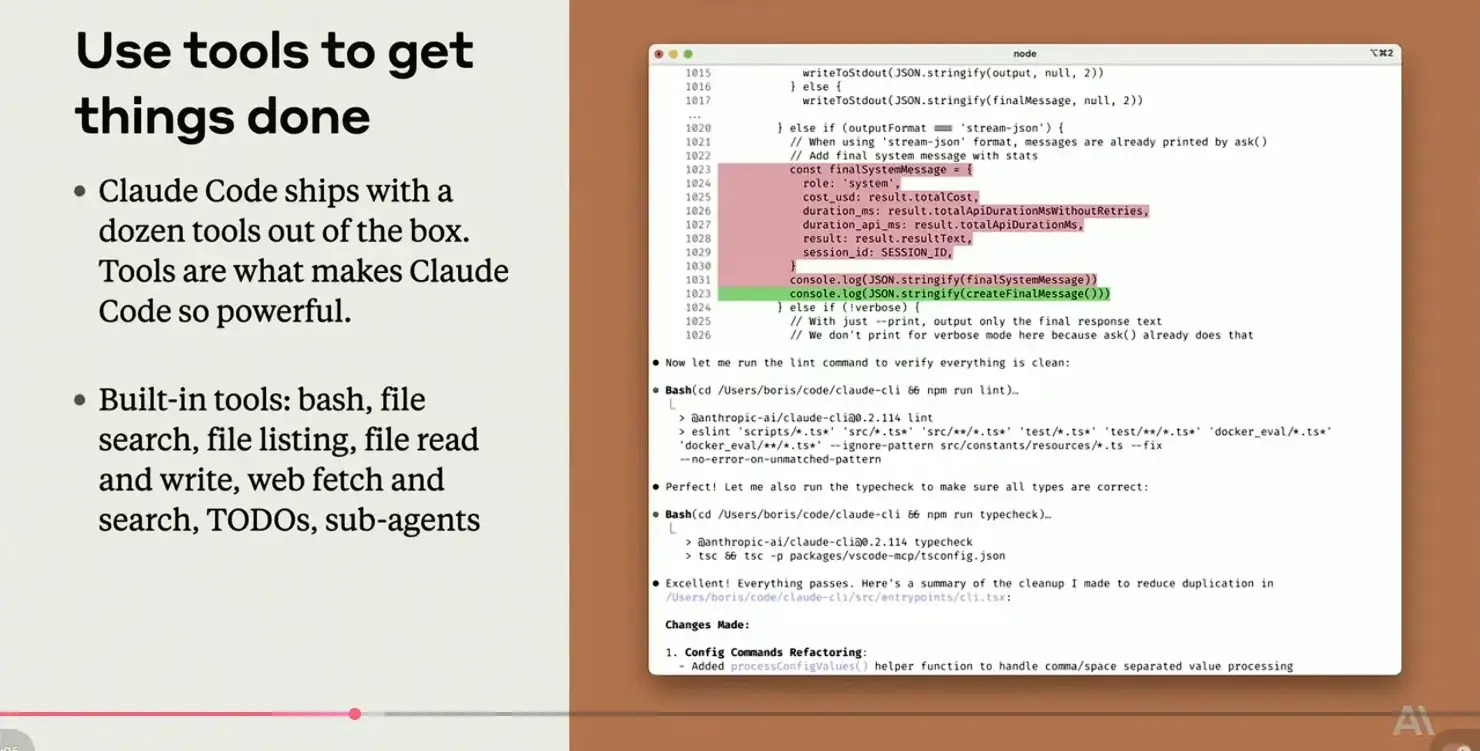 Use tools to get
things done
• Claude Code ships with a
dozen tools out of the box.
Tools are what makes Claude
Code so powerful.
• Built-in tools: bash, file
search, file listing, file read
and write, web fetch and
search, TODOs, sub-agents
node
⌥⌘2
1015 writeToStdout(JSON.stringify(output, null, 2))
1016 } else {
1017 writeToStdout(JSON.stringify(finalMessage, null, 2))
...
1020 } else if (outputFormat === 'stream-json') {
1021 // When using 'stream-json' format, messages are already printed by ask()
1022 // Add final system message with stats
1023 const finalSystemMessage = {
1024 role: 'system',
1025 cost_usd: result.totalCost,
1026 duration_ms: result.totalApiDurationMsWithoutRetries,
1027 duration_api_ms: result.totalApiDurationMs,
1028 result: result.resultText,
1029 session_id: SESSION_ID,
1030 }
1031 console.log(JSON.stringify(finalSystemMessage))
1023 console.log(JSON.stringify(createFinalMessage()))
1024 } else if (!verbose) {
1025 // With just --print, output only the final response text
1026 // We don't print for verbose mode here because ask() already does that
● Now let me run the lint command to verify everything is clean:
● Bash(cd /Users/boris/code/claude-cli && npm run lint)…
> @anthropic-ai/claude-cli@0.2.114 lint
> eslint 'scripts/*.ts*' 'src/*.ts*' 'src/**/*.ts*' 'test/*.ts*' 'test/**/*.ts*' 'docker_eval/*.ts*'
'docker_eval/**/*.ts*' --ignore-pattern src/constants/resources/*.ts --fix
--no-error-on-unmatched-pattern
● Perfect! Let me also run the typecheck to make sure all types are correct:
● Bash(cd /Users/boris/code/claude-cli && npm run typecheck)…
> @anthropic-ai/claude-cli@0.2.114 typecheck
> tsc && tsc -p packages/vscode-mcp/tsconfig.json
● Excellent! Everything passes. Here's a summary of the cleanup I made to reduce duplication in
/Users/boris/code/claude-cli/src/entrypoints/cli.tsx:
Changes Made:
1. Config Commands Refactoring:
- Added processConfigValues() helper function to handle comma/space separated value processing
A\